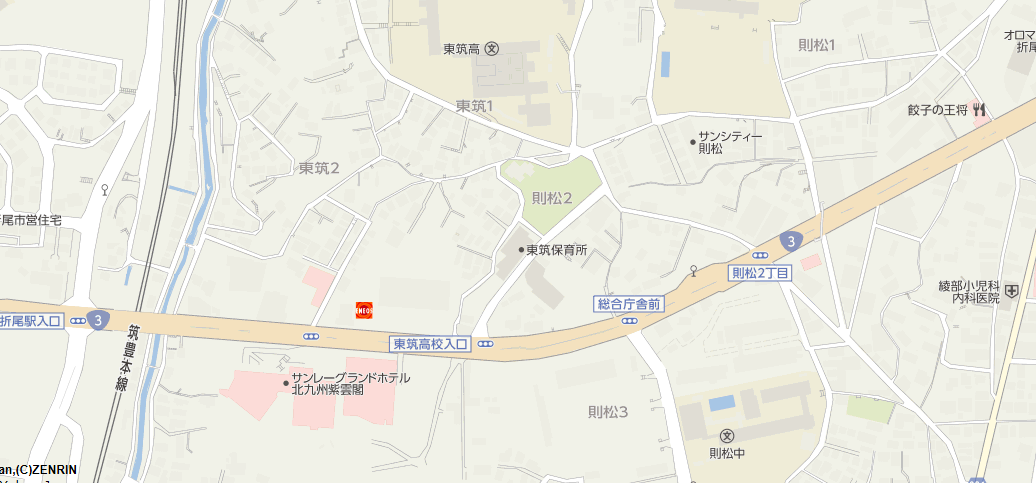 東筑高
則松1
オロマ
折尾
東筑1
餃子の王将
サンシティー
則松
東筑2
則松2
折尾市営住宅
東筑保育所
3
則松2丁目
綾部小児科
内科医院
総合庁舎前
ENEOS
折尾駅入口
3
東筑高校入口
筑豊本線
サンレーグランドホテル
北九州紫雲閣
則松3
則松中
an,(C)ZENRIN